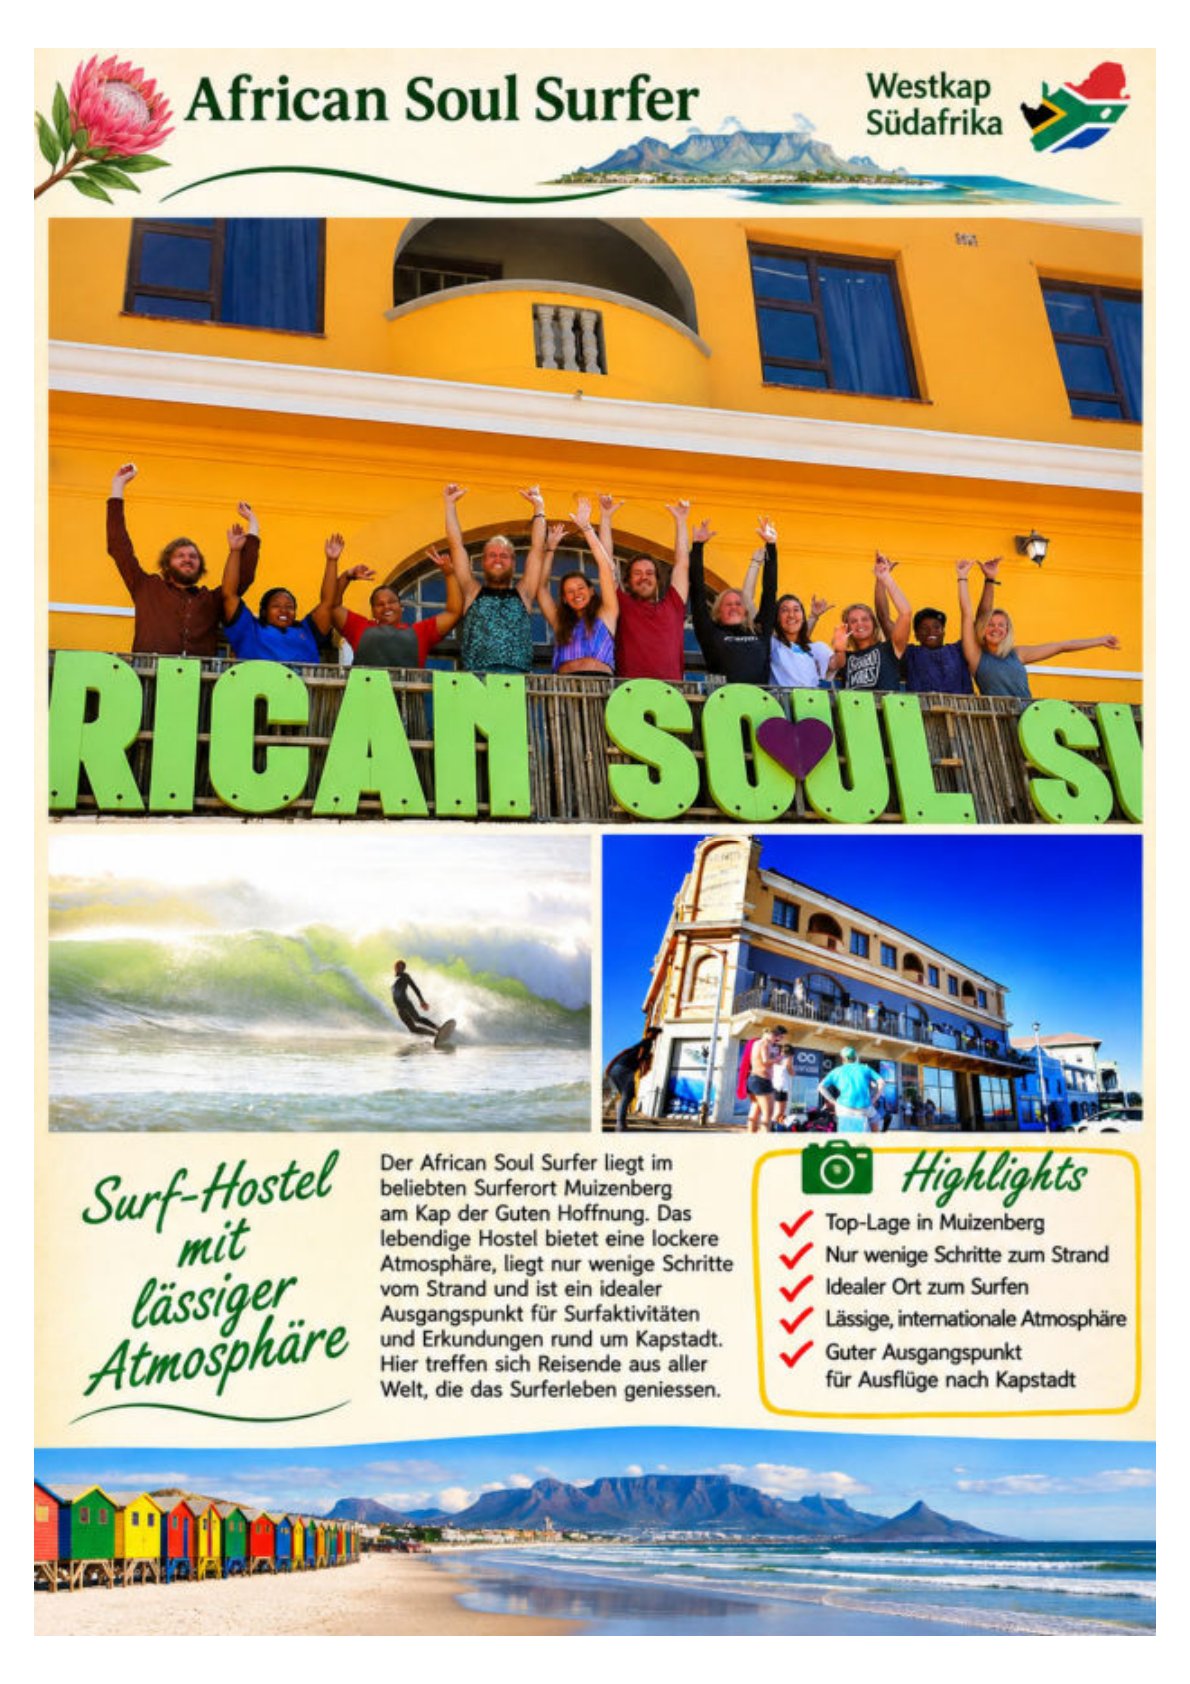 African Soul Surfer
Westkap
Südafrika
RICAN SOUL SU
Surf-Hostel
mit
lässiger
Atmosphäre
Der African Soul Surfer liegt im
beliebten Surferort Muizenberg
am Kap der Guten Hoffnung. Das
lebendige Hostel bietet eine lockere
Atmosphäre, liegt nur wenige Schritte
vom Strand und ist ein idealer
Ausgangspunkt für Surfaktivitäten
und Erkundungen rund um Kapstadt.
Hier treffen sich Reisende aus aller
Welt, die das Surferleben geniessen.
Highlights
Top-Lage in Muizenberg
Nur wenige Schritte zum Strand
Idealer Ort zum Surfen
Lässige, internationale Atmosphäre
Guter Ausgangspunkt
für Ausflüge nach Kapstadt